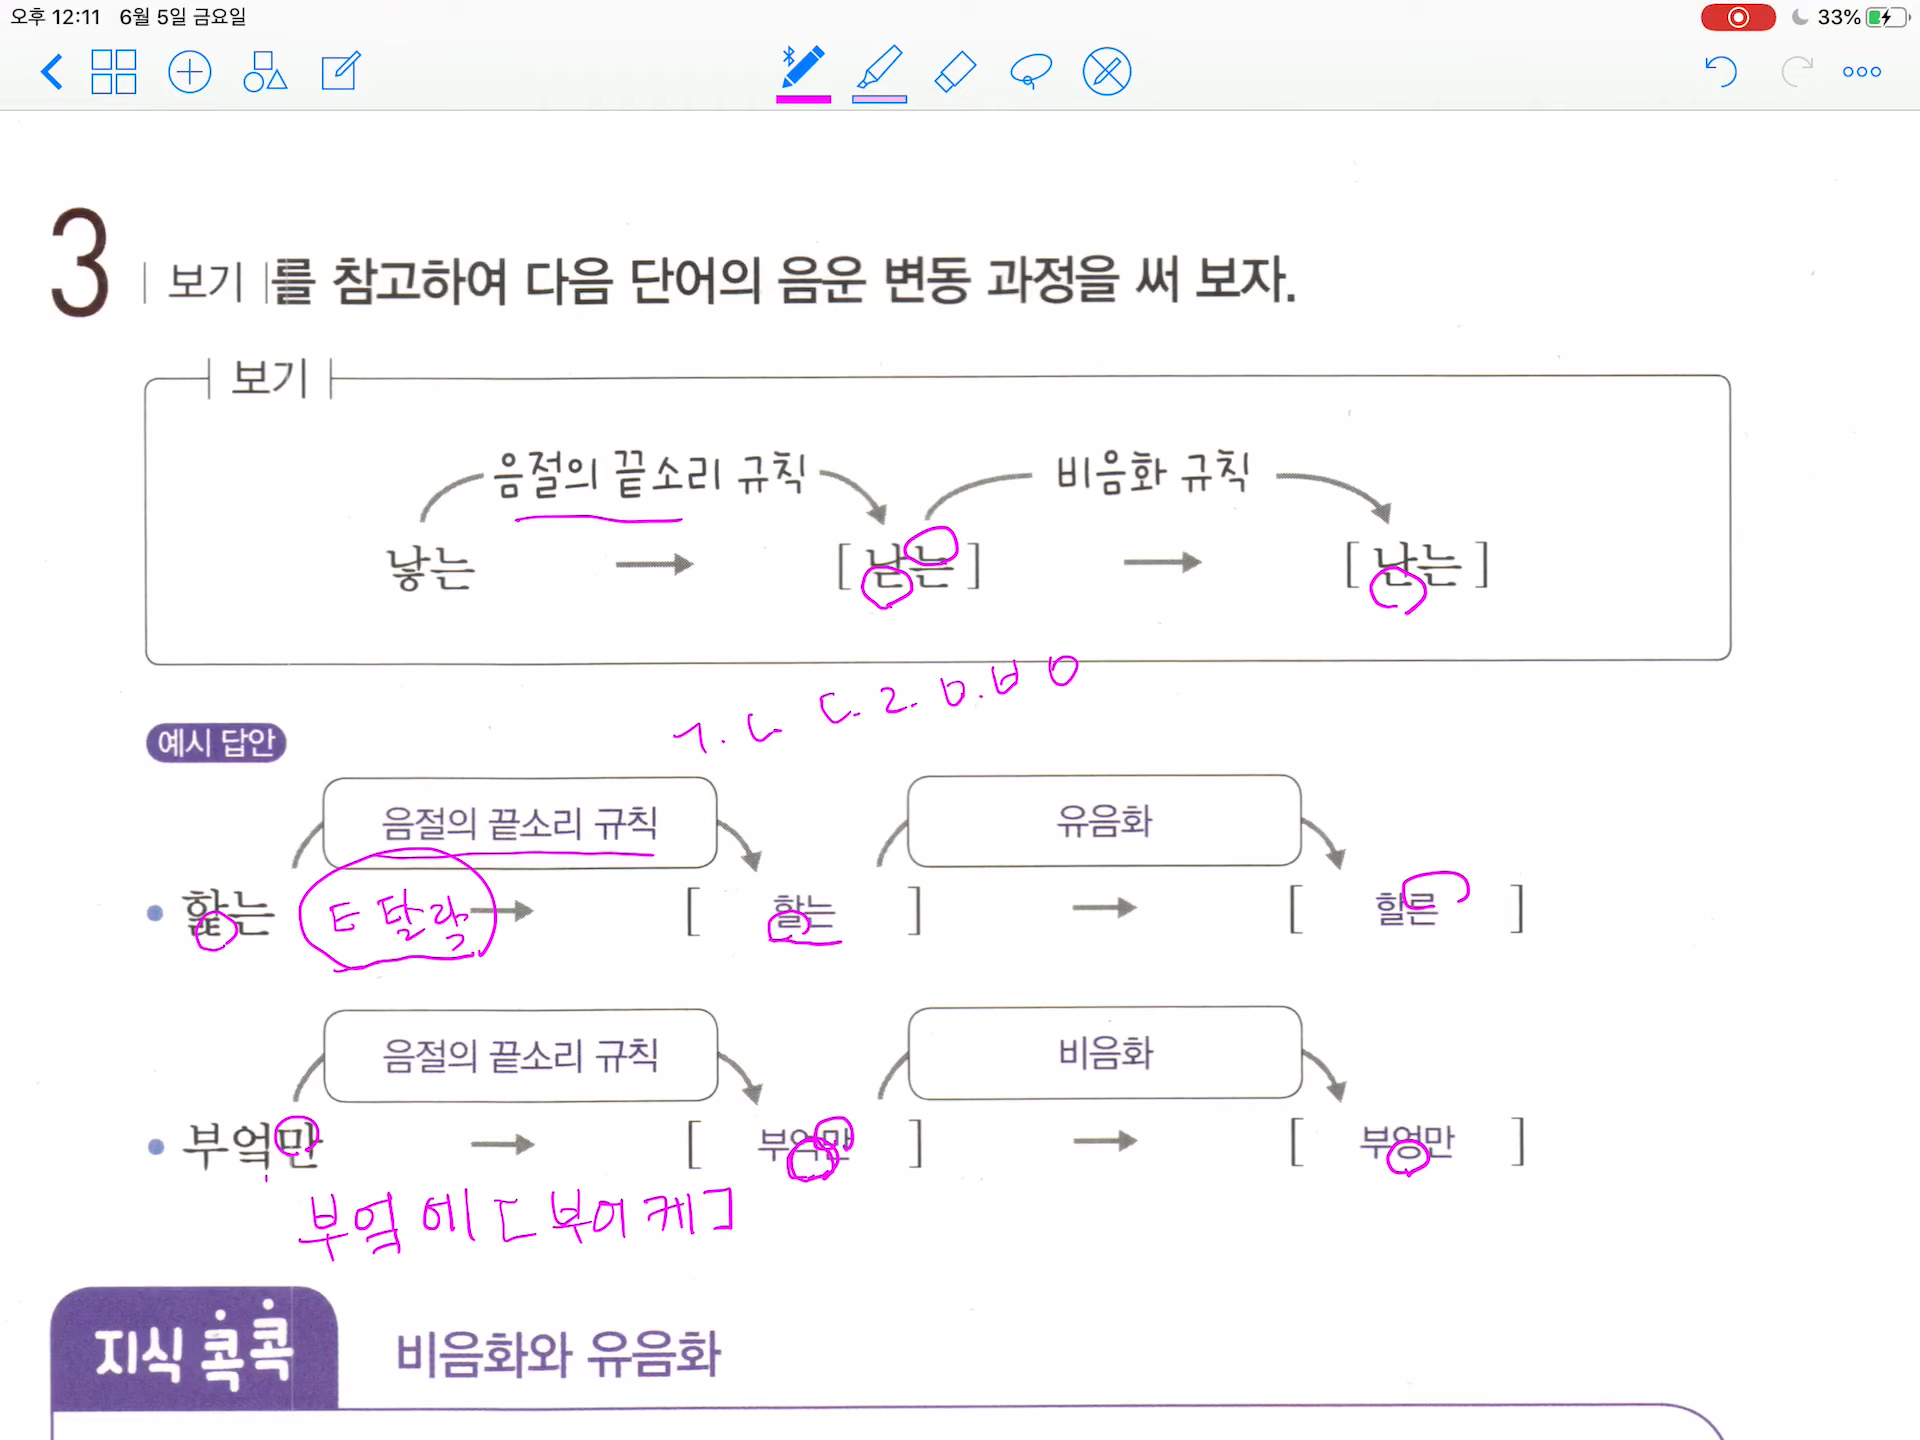 오후 12:11 6월 5일 금요일
33%
3 보기 를 참고하여 다음 단어의 음운 변동 과정을 써 보자.
보기
음절의 끝소리 규칙 비음화 규칙
낳는 → [ 낟는 ] → [ 난는 ]
ㄱ. ㄴ ㄷ. ㄹ. ㅁ. ㅂ ㅇ
예시 답안
음절의 끝소리 규칙 유음화
핥는 ㅌ 탈락 → [ 할는 ] → [ 할른 ]
음절의 끝소리 규칙 비음화
부엌만 → [ 부억만 ] → [ 부엉만 ]
부엌에 [부어케]
지식 콕콕 비음화와 유음화